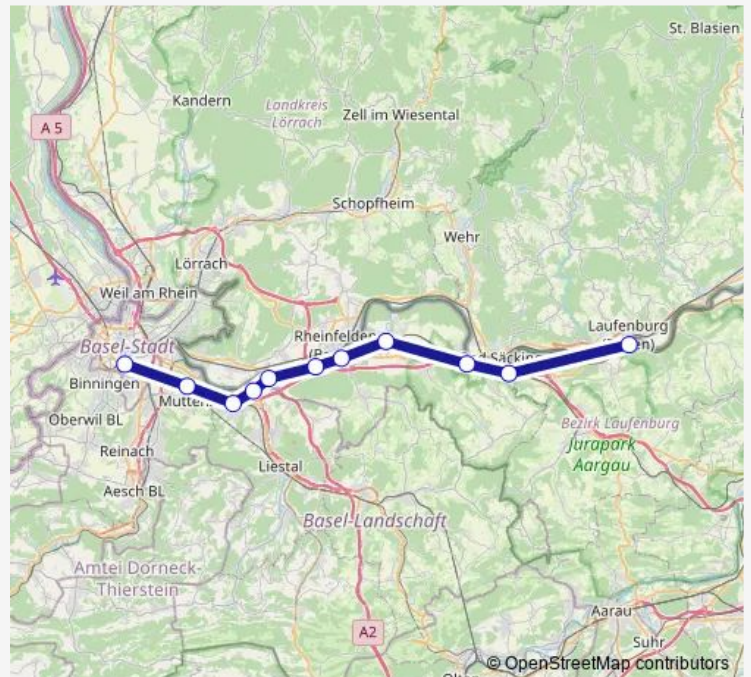 St. Blasien
Kandern
Landkreis
Lörrach
Zell im Wiesental
A 5
Schopfheim
Wehr
Lörrach
Weil am Rhein
Laufenburg
Rheinfelden
Basel-Stadt
Binningen
Bezirk Laufenburg
Oberwil BL
Jurapark
Aargau
Reinach
Liestal
Aesch BL
Basel-Landschaft
Amtei Dorneck-
Thierstein
Aarau
A2
Suhr
© OpenStreetMap contributors